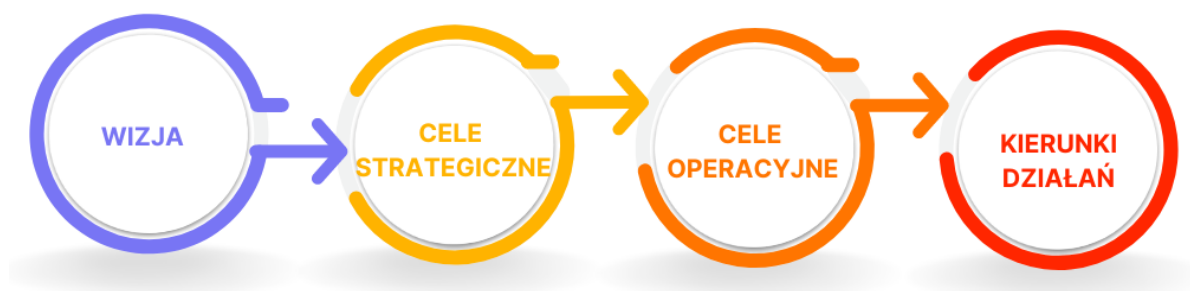 WIZJA
CELE
STRATEGICZNE
CELE
OPERACYJNE
KIERUNKI
DZIAŁAŃ